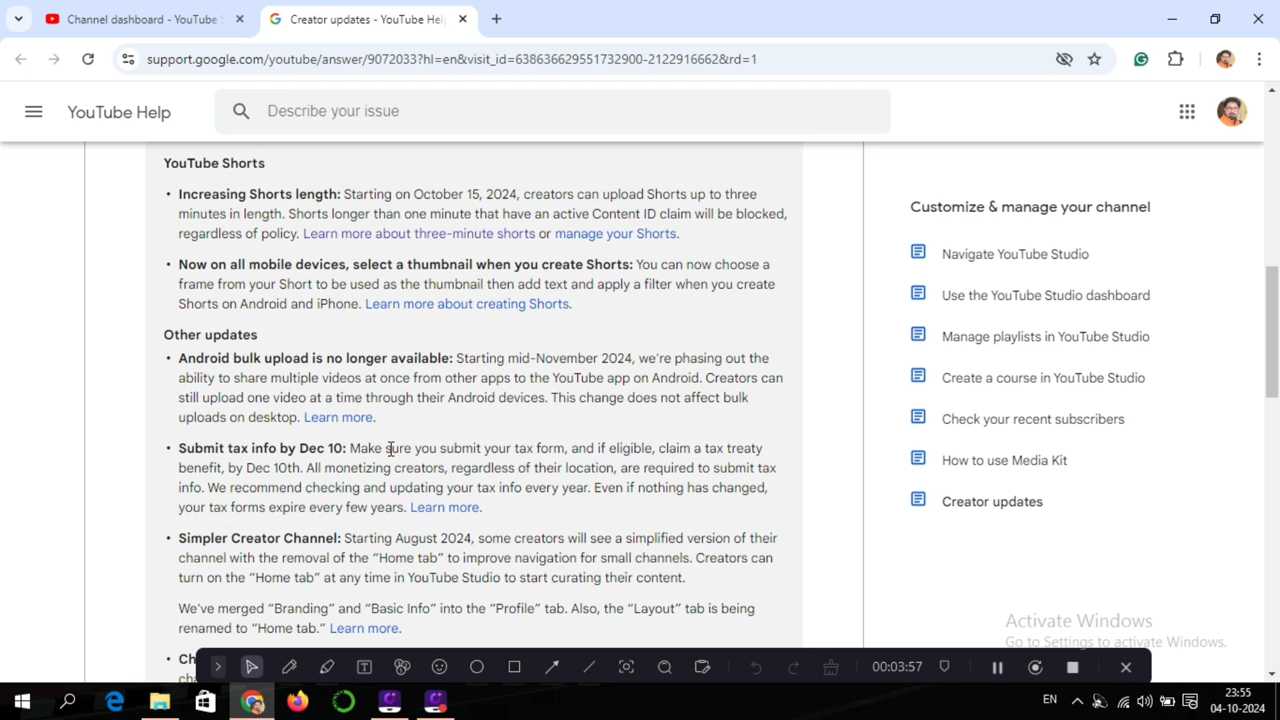 Channel dashboard - YouTube
Creator updates - YouTube Hel
support.google.com/youtube/answer/9072033?hl=en&visit_id=638636629551732900-2122916662&rd=1
YouTube Help
Describe your issue
YouTube Shorts
• Increasing Shorts length: Starting on October 15, 2024, creators can upload Shorts up to three
minutes in length. Shorts longer than one minute that have an active Content ID claim will be blocked,
regardless of policy. Learn more about three-minute shorts or manage your Shorts.
• Now on all mobile devices, select a thumbnail when you create Shorts: You can now choose a
frame from your Short to be used as the thumbnail then add text and apply a filter when you create
Shorts on Android and iPhone. Learn more about creating Shorts.
Other updates
• Android bulk upload is no longer available: Starting mid-November 2024, we're phasing out the
ability to share multiple videos at once from other apps to the YouTube app on Android. Creators can
still upload one video at a time through their Android devices. This change does not affect bulk
uploads on desktop. Learn more.
• Submit tax info by Dec 10: Make sure you submit your tax form, and if eligible, claim a tax treaty
benefit, by Dec 10th. All monetizing creators, regardless of their location, are required to submit tax
info. We recommend checking and updating your tax info every year. Even if nothing has changed,
your tax forms expire every few years. Learn more.
• Simpler Creator Channel: Starting August 2024, some creators will see a simplified version of their
channel with the removal of the “Home tab” to improve navigation for small channels. Creators can
turn on the “Home tab” at any time in YouTube Studio to start curating their content.
We've merged “Branding” and “Basic Info” into the “Profile” tab. Also, the “Layout” tab is being
renamed to “Home tab.” Learn more.
Customize & manage your channel
Navigate YouTube Studio
Use the YouTube Studio dashboard
Manage playlists in YouTube Studio
Create a course in YouTube Studio
Check your recent subscribers
How to use Media Kit
Creator updates
Activate Windows
Go to Settings to activate Windows.
00:03:57
EN
23:55
04-10-2024